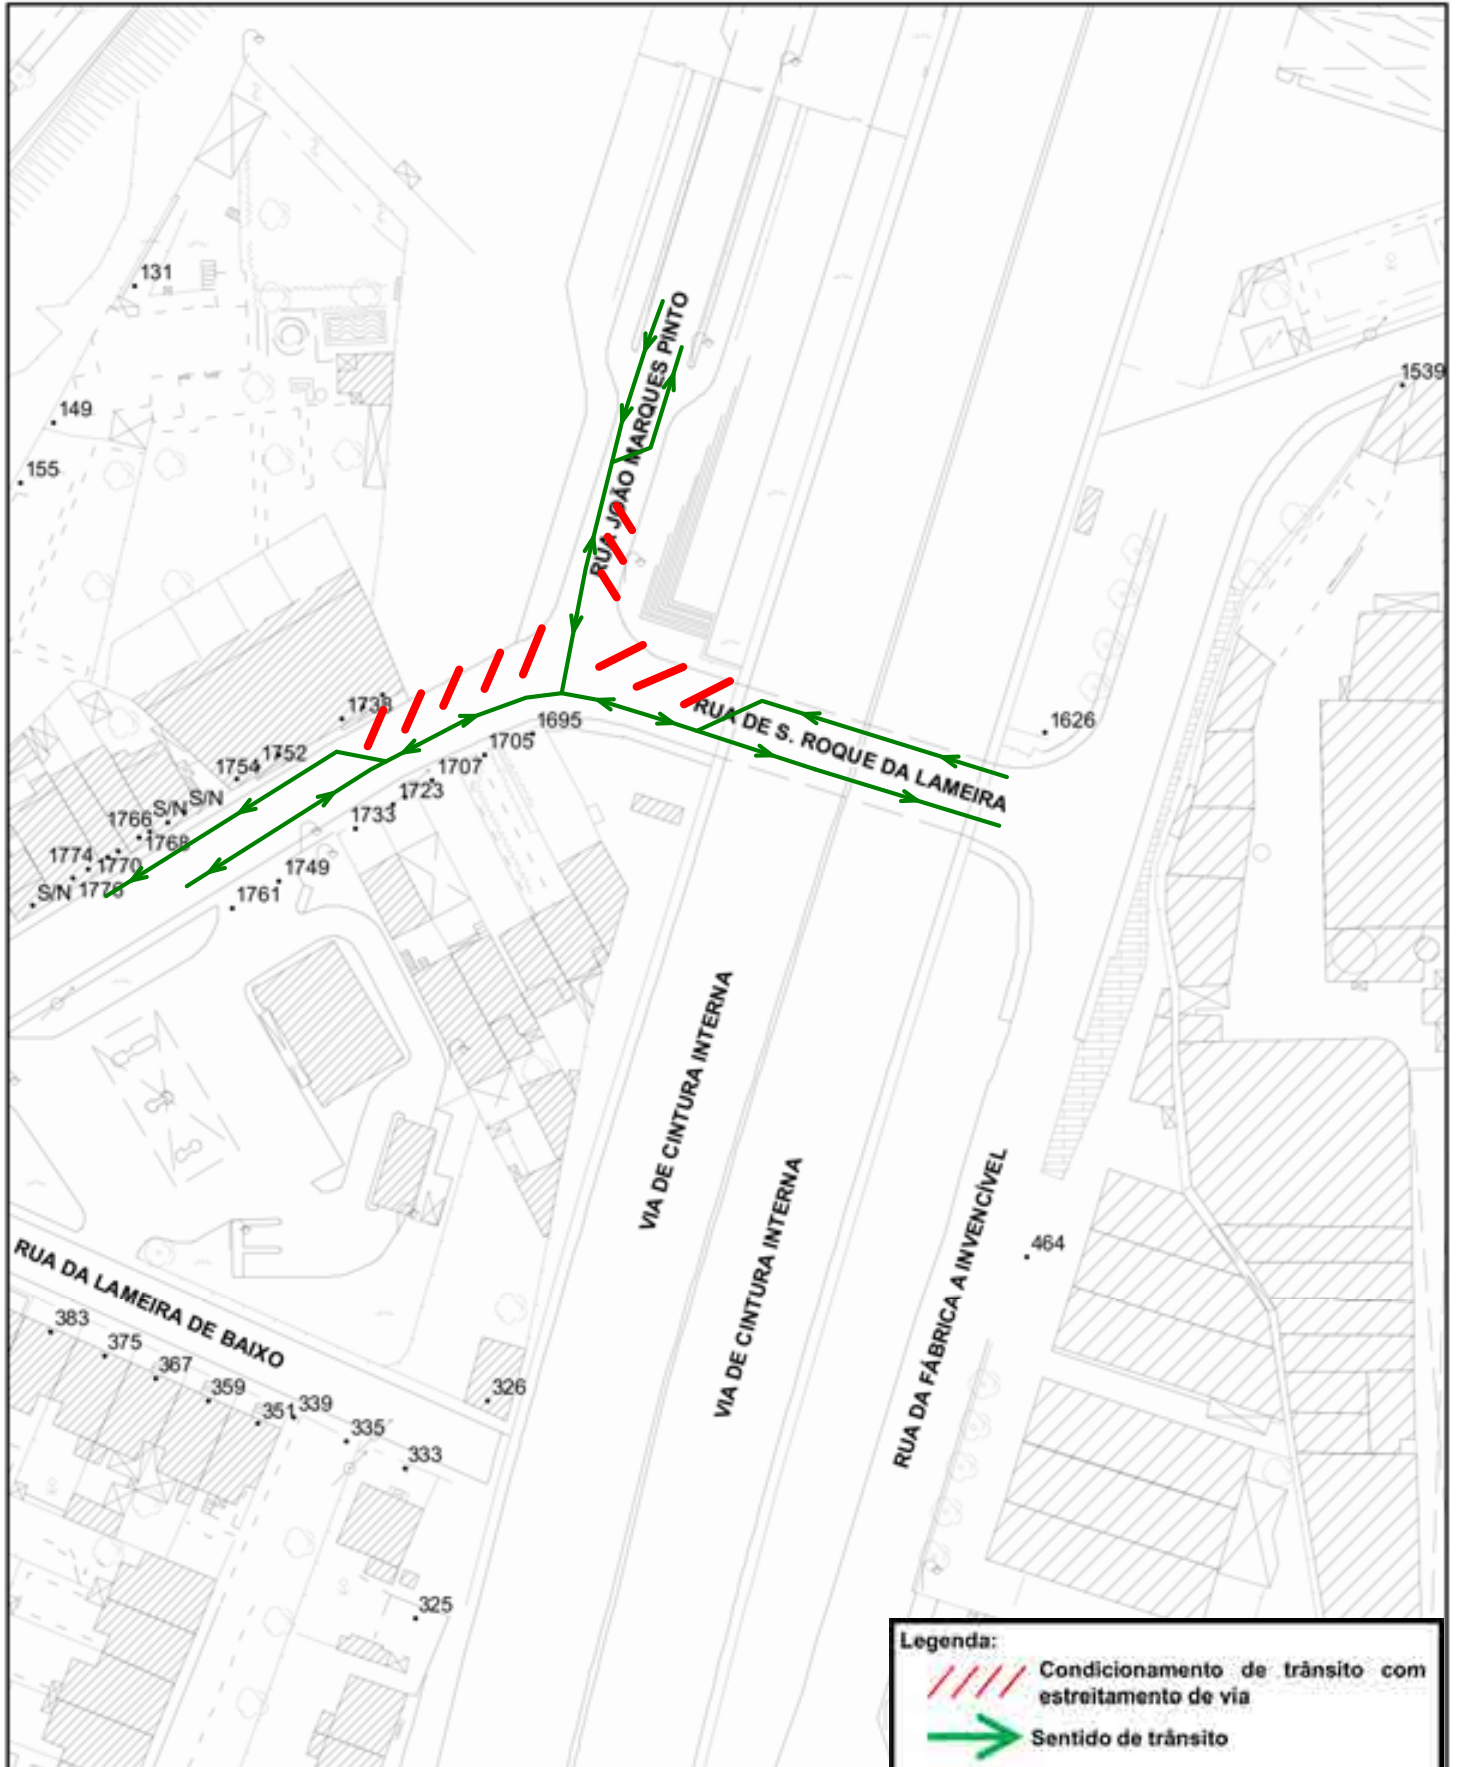 131
1539
149
155
RUA JOÃO MARQUES PINTO
1738
1695
1626
RUA DE S. ROQUE DA LAMEIRA
1705
1752
1754
1707
1723
S/N
S/N
1766
1733
1768
1774
1770
1749
S/N
1776
1761
VIA DE CINTURA INTERNA
VIA DE CINTURA INTERNA
RUA DA FÁBRICA A INVENCÍVEL
464
RUA DA LAMEIRA DE BAIXO
383
375
367
359
351
339
335
333
326
325
Legenda:
Condicionamento de trânsito com
estreitamento de via
Sentido de trânsito